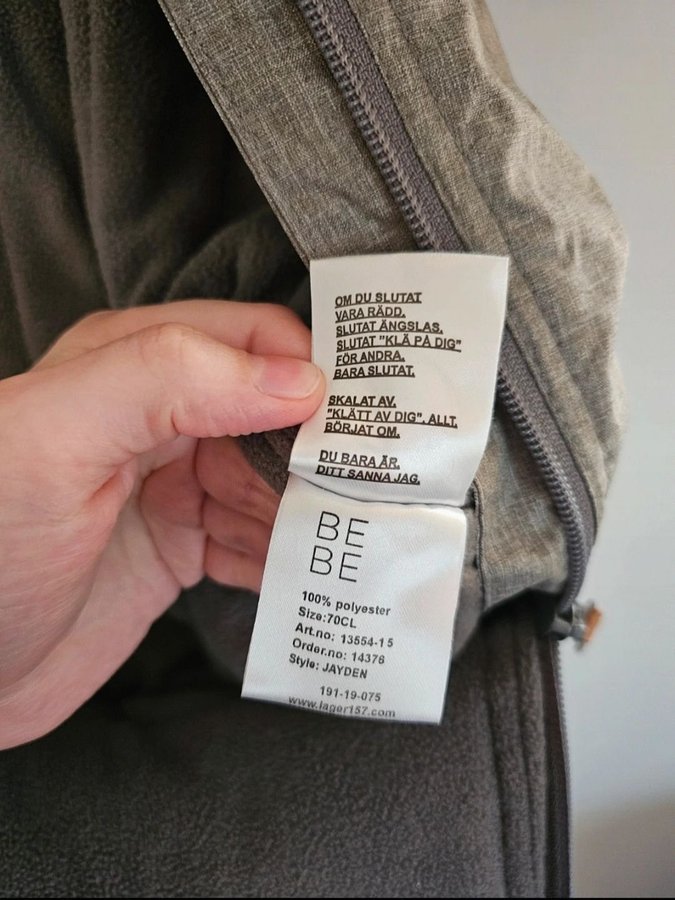 OM DU SLUTAT
VARA RÄDD.
SLUTAT ÄNGSLAS.
SLUTAT "KLÄ PÅ DIG"
FÖR ANDRA.
BARA SLUTAT.
SKALAT AV.
"KLÄTT AV DIG". ALLT.
BÖRJAT OM.
DU BARA ÄR.
DITT SANNA JAG.
BE
BE
100% polyester
Size:70CL
Art.no: 13554-15
Order.no: 14376
Style: JAYDEN
191-19-075
www.lager157.com